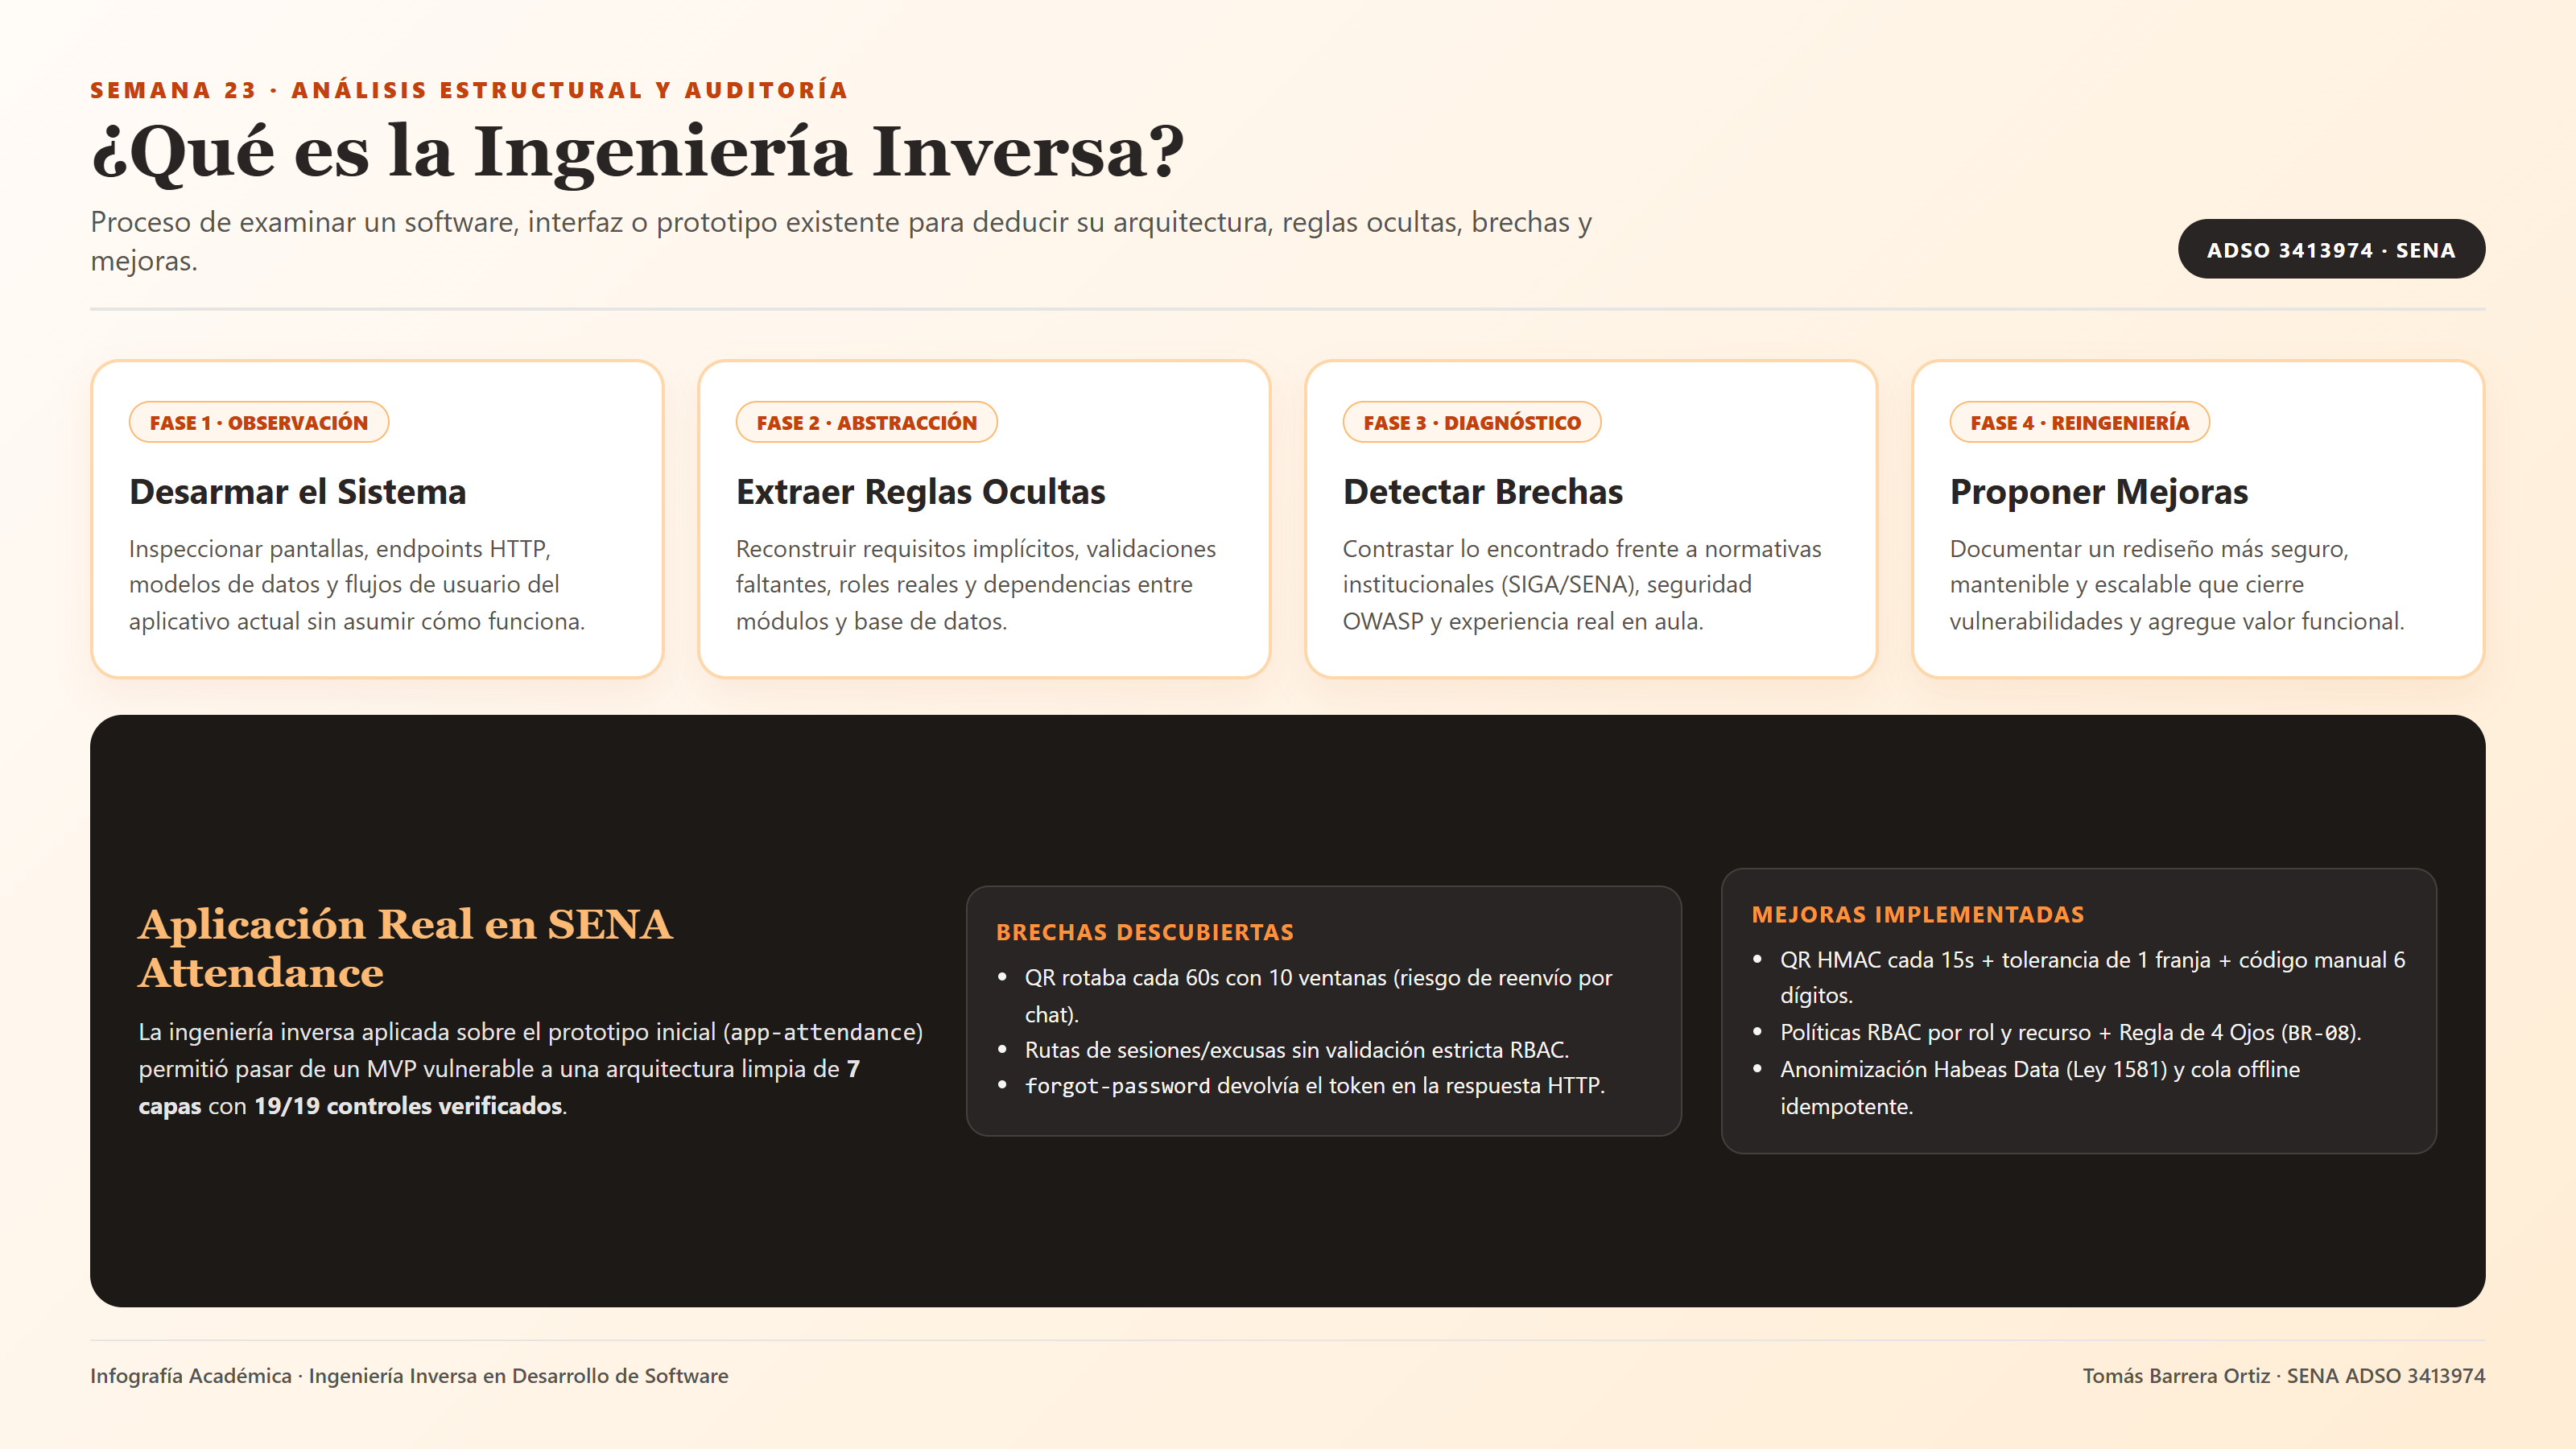 SEMANA 23 · ANÁLISIS ESTRUCTURAL Y AUDITORÍA
¿Qué es la Ingeniería Inversa?
Proceso de examinar un software, interfaz o prototipo existente para deducir su arquitectura, reglas ocultas, brechas y
mejoras.
ADSO 3413974 · SENA
FASE 1 · OBSERVACIÓN
Desarmar el Sistema
Inspeccionar pantallas, endpoints HTTP,
modelos de datos y flujos de usuario del
aplicativo actual sin asumir cómo funciona.
FASE 2 · ABSTRACCIÓN
Extraer Reglas Ocultas
Reconstruir requisitos implícitos, validaciones
faltantes, roles reales y dependencias entre
módulos y base de datos.
FASE 3 · DIAGNÓSTICO
Detectar Brechas
Contrastar lo encontrado frente a normativas
institucionales (SIGA/SENA), seguridad
OWASP y experiencia real en aula.
FASE 4 · REINGENIERÍA
Proponer Mejoras
Documentar un rediseño más seguro,
mantenible y escalable que cierre
vulnerabilidades y agregue valor funcional.
Aplicación Real en SENA
Attendance
La ingeniería inversa aplicada sobre el prototipo inicial (app-attendance)
permitió pasar de un MVP vulnerable a una arquitectura limpia de 7
capas con 19/19 controles verificados.
BRECHAS DESCUBIERTAS
• QR rotaba cada 60s con 10 ventanas (riesgo de reenvío por
chat).
• Rutas de sesiones/excusas sin validación estricta RBAC.
• forgot-password devolvía el token en la respuesta HTTP.
MEJORAS IMPLEMENTADAS
• QR HMAC cada 15s + tolerancia de 1 franja + código manual 6
dígitos.
• Políticas RBAC por rol y recurso + Regla de 4 Ojos (BR-08).
• Anonimización Habeas Data (Ley 1581) y cola offline
idempotente.
Infografía Académica · Ingeniería Inversa en Desarrollo de Software
Tomás Barrera Ortiz · SENA ADSO 3413974